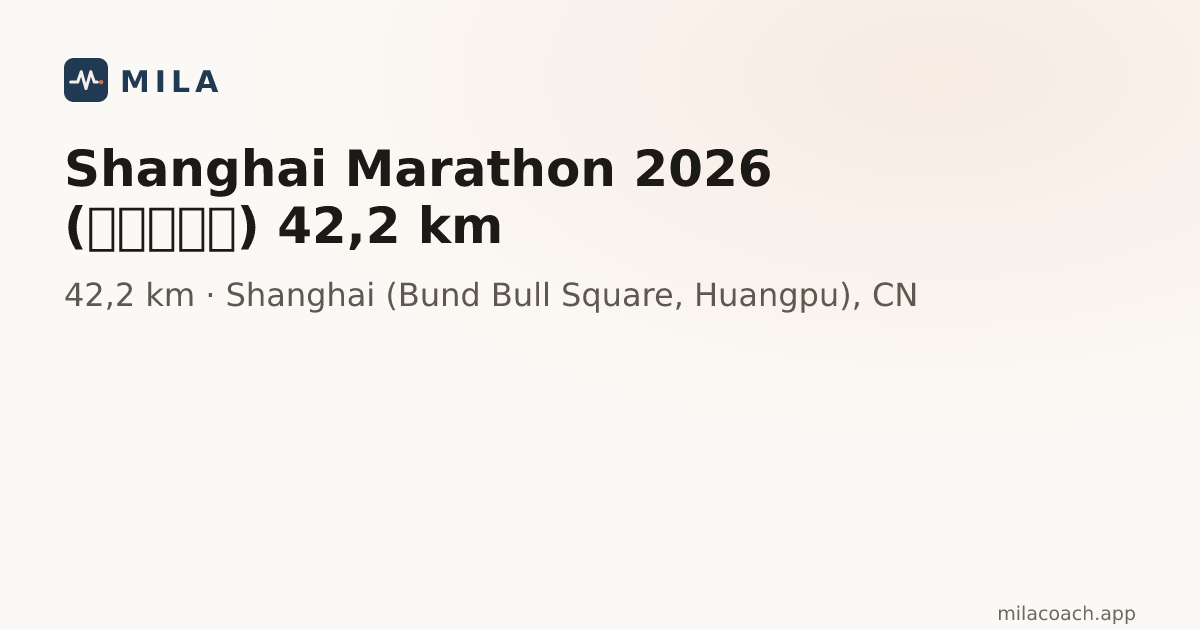 MILA
Shanghai Marathon 2026
(□□□□□) 42,2 km
42,2 km · Shanghai (Bund Bull Square, Huangpu), CN
milacoach.app